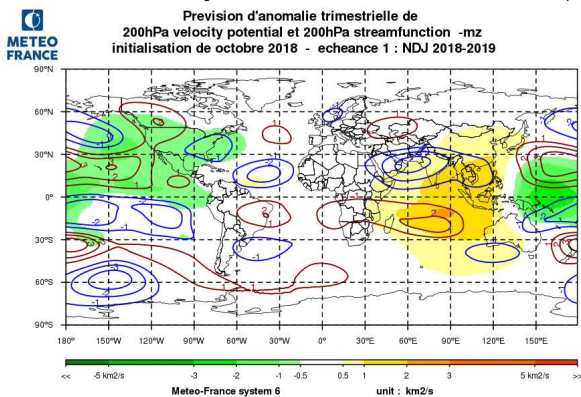 METEO
FRANCE
Prevision d'anomalie trimestrielle de
200hPa velocity potential et 200hPa streamfunction -mz
initialisation de octobre 2018 - echeance 1 : NDJ 2018-2019
90°N
60°N
30°N
0°
30°S
60°S
90°S
180° 150°W 120°W 90°W 60°W 30°W 0° 30°E 60°E 90°E 120°E 150°E
<< -5 km2/s -3 -2 -1 -0.5 0.5 1 2 3 5 km2/s >>
Meteo-France system 6 unit : km2/s